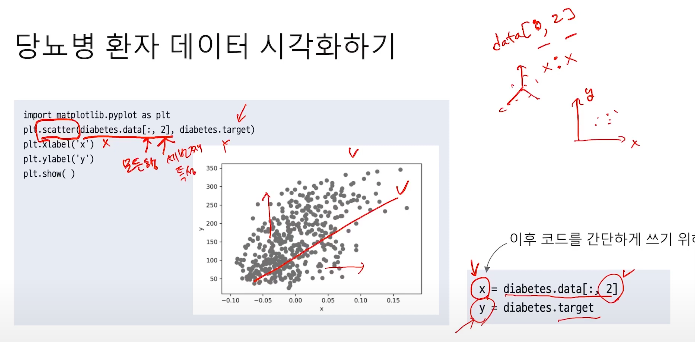 당뇨병 환자 데이터 시각화하기
data[0, 2]
x : x
import matplotlib.pyplot as plt
plt.scatter(diabetes.data[:, 2], diabetes.target)
plt.xlabel('x')
x
모든행
세번째
특성
Y
plt.ylabel('y')
plt.show( )
y
x
350
300
250
200
150
100
50
y
-0.10
-0.05
0.00
0.05
0.10
0.15
x
이후 코드를 간단하게 쓰기 위하
x = diabetes.data[:, 2]
y = diabetes.target